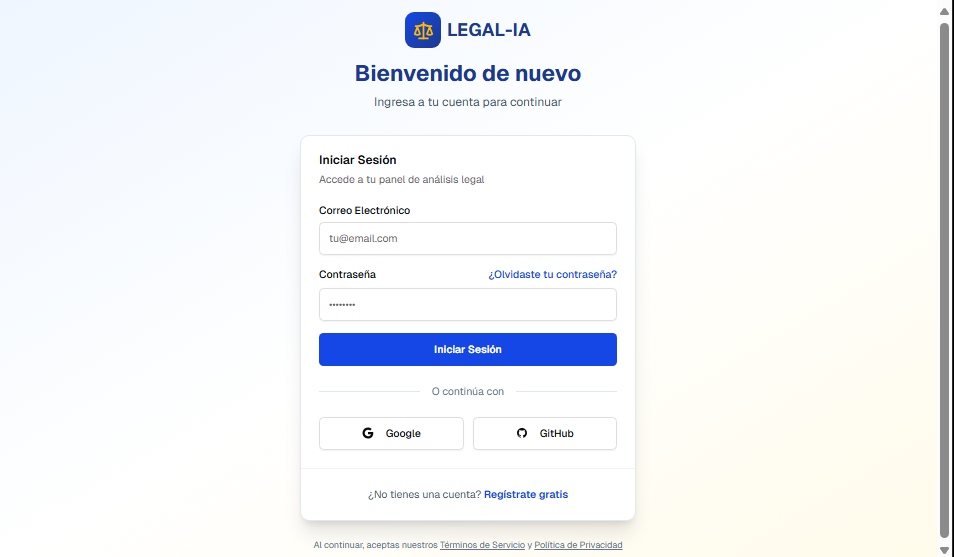 LEGAL-IA
Bienvenido de nuevo
Ingresa a tu cuenta para continuar
Iniciar Sesión
Accede a tu panel de análisis legal
Correo Electrónico
tu@email.com
Contraseña ¿Olvidaste tu contraseña?
••••••••
Iniciar Sesión
O continúa con
Google GitHub
¿No tienes una cuenta? Regístrate gratis
Al continuar, aceptas nuestros Términos de Servicio y Política de Privacidad